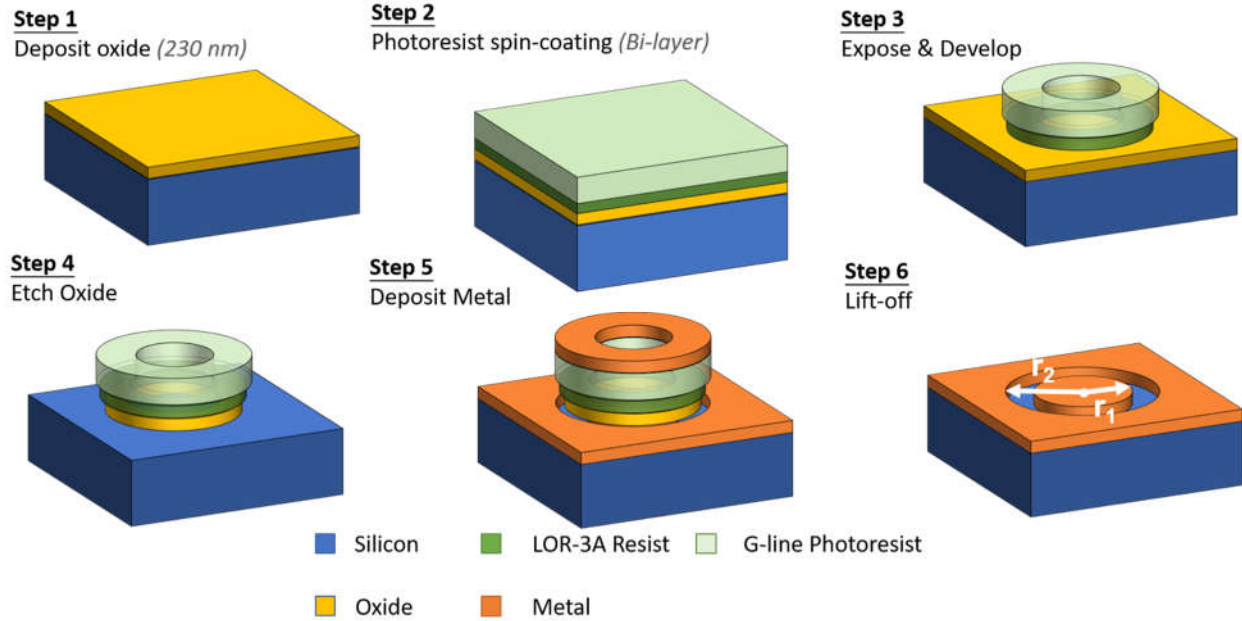 Step 1
Deposit oxide (230 nm)
Step 2
Photoresist spin-coating (Bi-layer)
Step 3
Expose & Develop
Step 4
Etch Oxide
Step 5
Deposit Metal
Step 6
Lift-off
r2
r1
Silicon
LOR-3A Resist
G-line Photoresist
Oxide
Metal